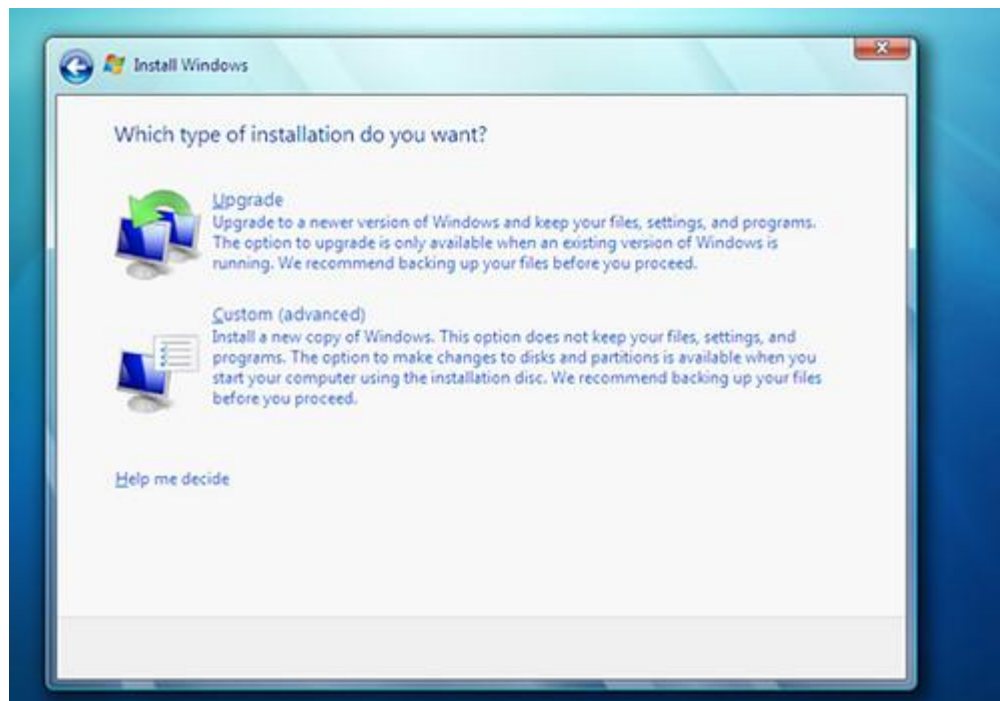 Install Windows
Which type of installation do you want?
Upgrade
Upgrade to a newer version of Windows and keep your files, settings, and programs.
The option to upgrade is only available when an existing version of Windows is
running. We recommend backing up your files before you proceed.
Custom (advanced)
Install a new copy of Windows. This option does not keep your files, settings, and
programs. The option to make changes to disks and partitions is available when you
start your computer using the installation disc. We recommend backing up your files
before you proceed.
Help me decide